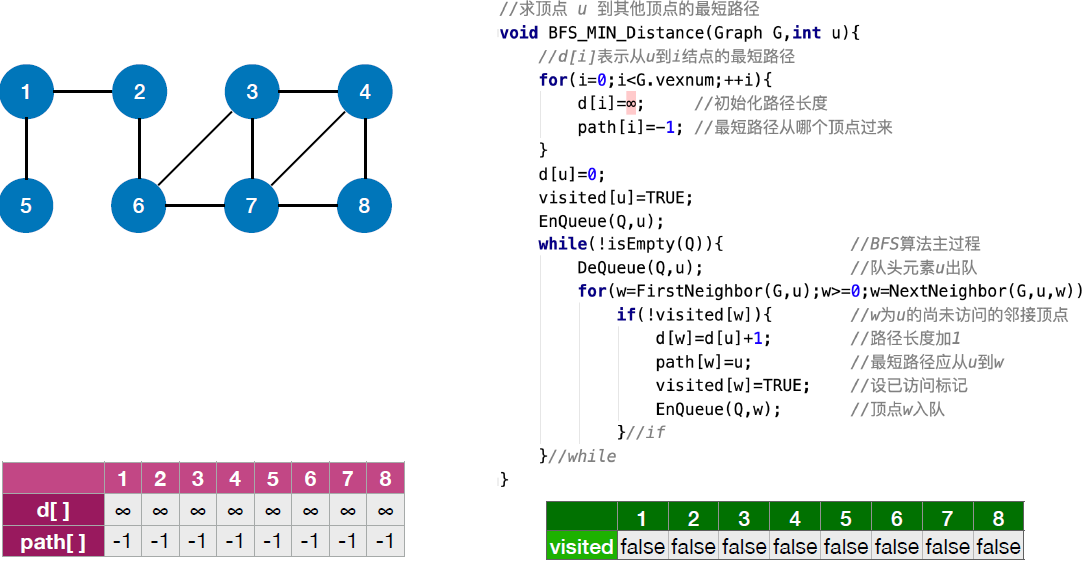 //求顶点 u 到其他顶点的最短路径
void BFS_MIN_Distance(Graph G,int u){
//d[i]表示从u到i结点的最短路径
for(i=0;i<G.vexnum;++i){
d[i]=∞; //初始化路径长度
path[i]=-1; //最短路径从哪个顶点过来
}
d[u]=0;
visited[u]=TRUE;
EnQueue(Q,u);
while(!isEmpty(Q)){ //BFS算法主过程
DeQueue(Q,u); //队头元素u出队
for(w=FirstNeighbor(G,u);w>=0;w=NextNeighbor(G,u,w))
if(!visited[w]){ //w为u的尚未访问的邻接顶点
d[w]=d[u]+1; //路径长度加1
path[w]=u; //最短路径应从u到w
visited[w]=TRUE; //设已访问标记
EnQueue(Q,w); //顶点w入队
}//if
}//while
}
1 2 3 4
5 6 7 8
1 2 3 4 5 6 7 8
d[ ] ∞ ∞ ∞ ∞ ∞ ∞ ∞ ∞
path[ ] -1 -1 -1 -1 -1 -1 -1 -1
1 2 3 4 5 6 7 8
visited false false false false false false false false